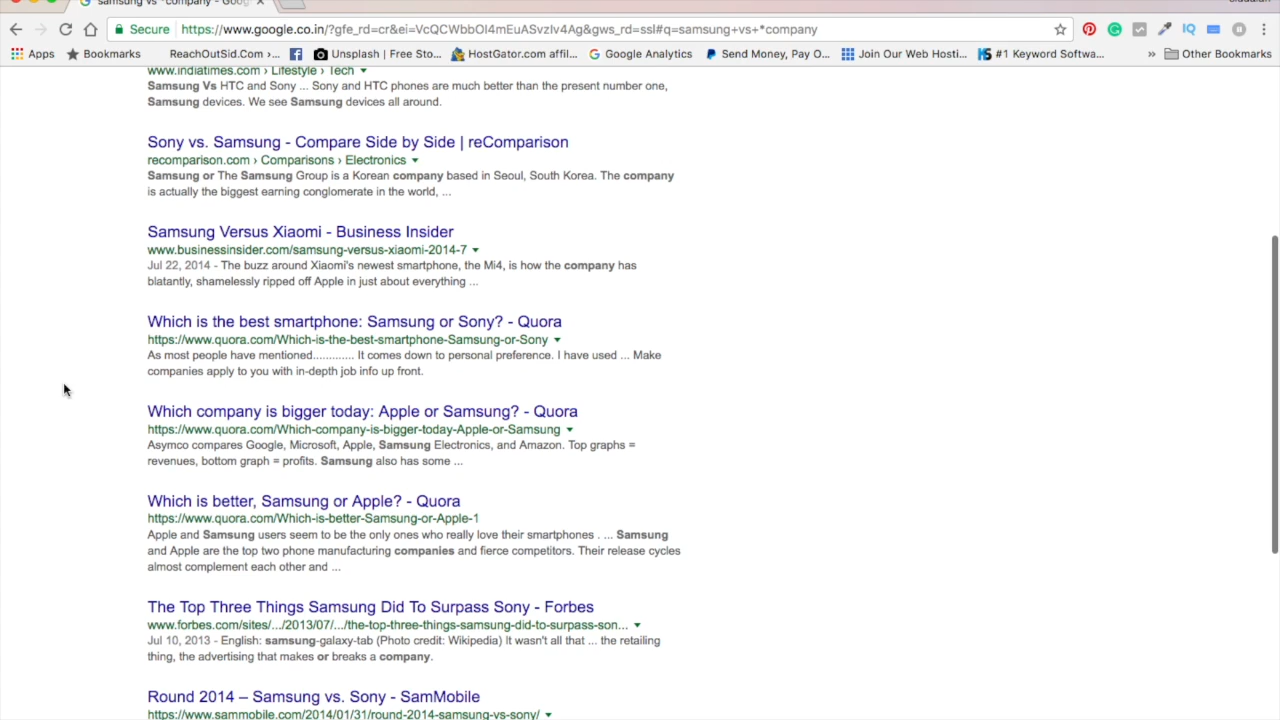 samsung vs *company - Goog
Secure https://www.google.co.in/?gfe_rd=cr&ei=VcQCWbbOI4mEuASvzIv4Ag&gws_rd=ssl#q=samsung+vs+*company
Apps Bookmarks ReachOutSid.Com ›... Unsplash | Free Sto... HostGator.com affil... Google Analytics Send Money, Pay O... Join Our Web Hosti... #1 Keyword Softwa... » Other Bookmarks
www.indiatimes.com › Lifestyle › Tech
Samsung Vs HTC and Sony ... Sony and HTC phones are much better than the present number one,
Samsung devices. We see Samsung devices all around.
Sony vs. Samsung - Compare Side by Side | reComparison
recomparison.com › Comparisons › Electronics
Samsung or The Samsung Group is a Korean company based in Seoul, South Korea. The company
is actually the biggest earning conglomerate in the world, ...
Samsung Versus Xiaomi - Business Insider
www.businessinsider.com/samsung-versus-xiaomi-2014-7
Jul 22, 2014 - The buzz around Xiaomi's newest smartphone, the Mi4, is how the company has
blatantly, shamelessly ripped off Apple in just about everything ...
Which is the best smartphone: Samsung or Sony? - Quora
https://www.quora.com/Which-is-the-best-smartphone-Samsung-or-Sony
As most people have mentioned............ It comes down to personal preference. I have used ... Make
companies apply to you with in-depth job info up front.
Which company is bigger today: Apple or Samsung? - Quora
https://www.quora.com/Which-company-is-bigger-today-Apple-or-Samsung
Asymco compares Google, Microsoft, Apple, Samsung Electronics, and Amazon. Top graphs =
revenues, bottom graph = profits. Samsung also has some ...
Which is better, Samsung or Apple? - Quora
https://www.quora.com/Which-is-better-Samsung-or-Apple-1
Apple and Samsung users seem to be the only ones who really love their smartphones . ... Samsung
and Apple are the top two phone manufacturing companies and fierce competitors. Their release cycles
almost complement each other and ...
The Top Three Things Samsung Did To Surpass Sony - Forbes
www.forbes.com/sites/.../2013/07/.../the-top-three-things-samsung-did-to-surpass-son...
Jul 10, 2013 - English: samsung-galaxy-tab (Photo credit: Wikipedia) It wasn't all that ... the retailing
thing, the advertising that makes or breaks a company.
Round 2014 – Samsung vs. Sony - SamMobile
www.sammobile.com/2014/01/31/round-2014-samsung-vs-sony/